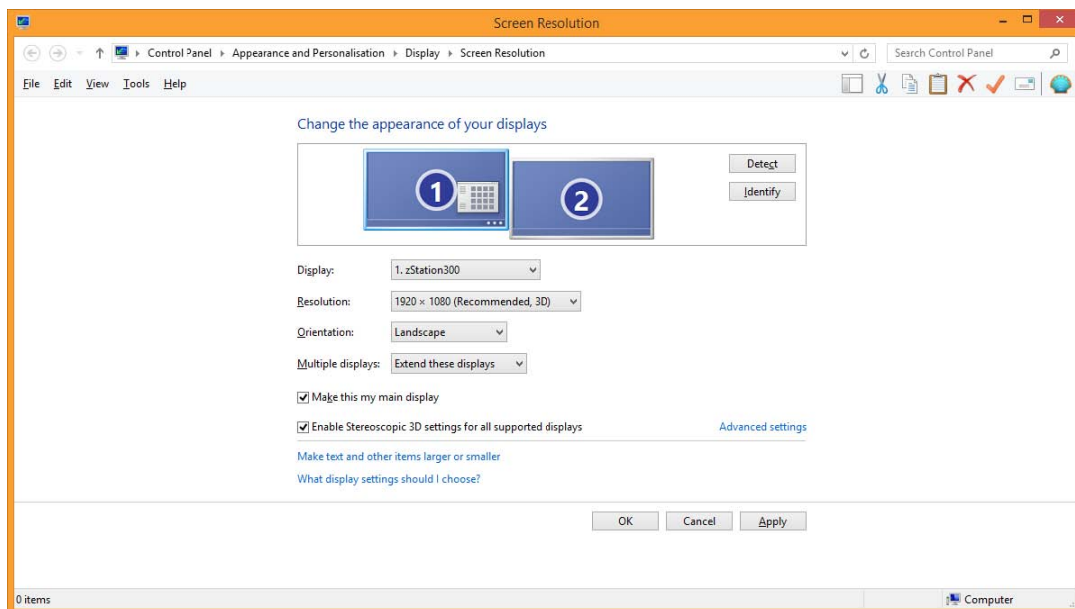 Screen Resolution
Control Panel Appearance and Personalisation Display Screen Resolution
Search Control Panel
File Edit View Tools Help
Change the appearance of your displays
1
2
Detect
Identify
Display: 1. zStation300
Resolution: 1920 × 1080 (Recommended, 3D)
Orientation: Landscape
Multiple displays: Extend these displays
Make this my main display
Enable Stereoscopic 3D settings for all supported displays Advanced settings
Make text and other items larger or smaller
What display settings should I choose?
OK Cancel Apply
0 items Computer